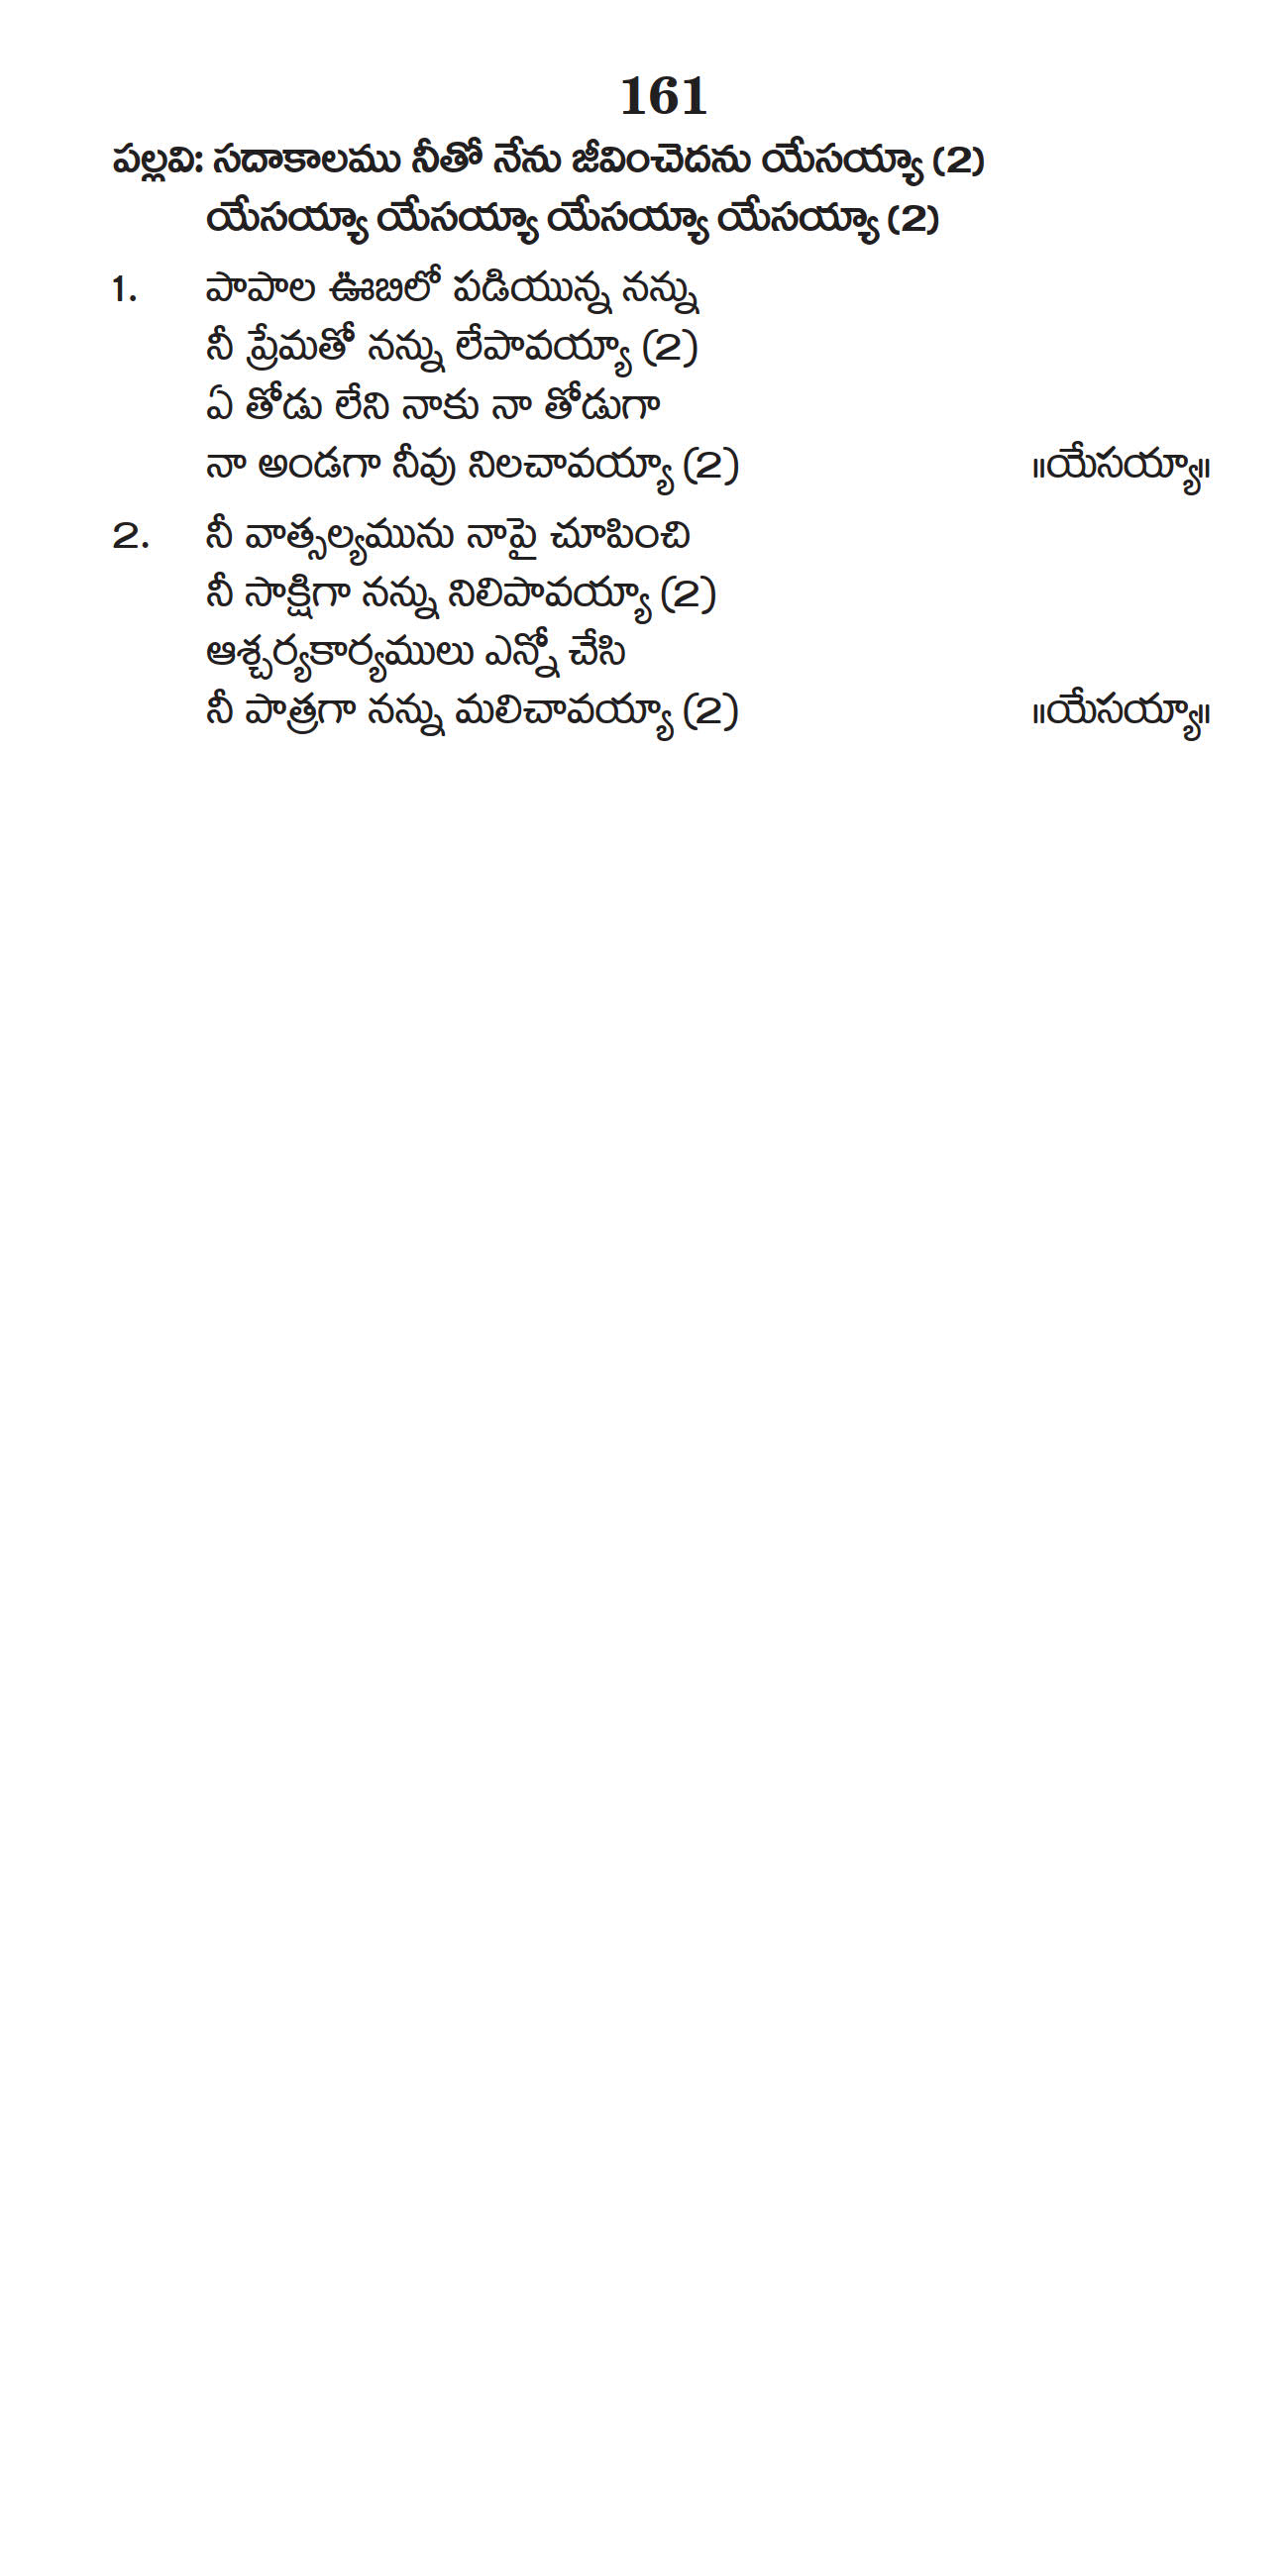 161
పల్లవి: సదాకాలము నీతో నేను జీవించెదను యేసయ్యా (2)
యేసయ్యా యేసయ్యా యేసయ్యా యేసయ్యా (2)
1. పాపాల ఊబిలో పడియున్న నన్ను
నీ ప్రేమతో నన్ను లేపావయ్యా (2)
ఏ తోడు లేని నాకు నా తోడుగా
నా అండగా నీవు నిలచావయ్యా (2) ॥యేసయ్యా॥
2. నీ వాత్సల్యమును నాపై చూపించి
నీ సాక్షిగా నన్ను నిలిపావయ్యా (2)
ఆశ్చర్యకార్యములు ఎన్నో చేసి
నీ పాత్రగా నన్ను మలిచావయ్యా (2) ॥యేసయ్యా॥